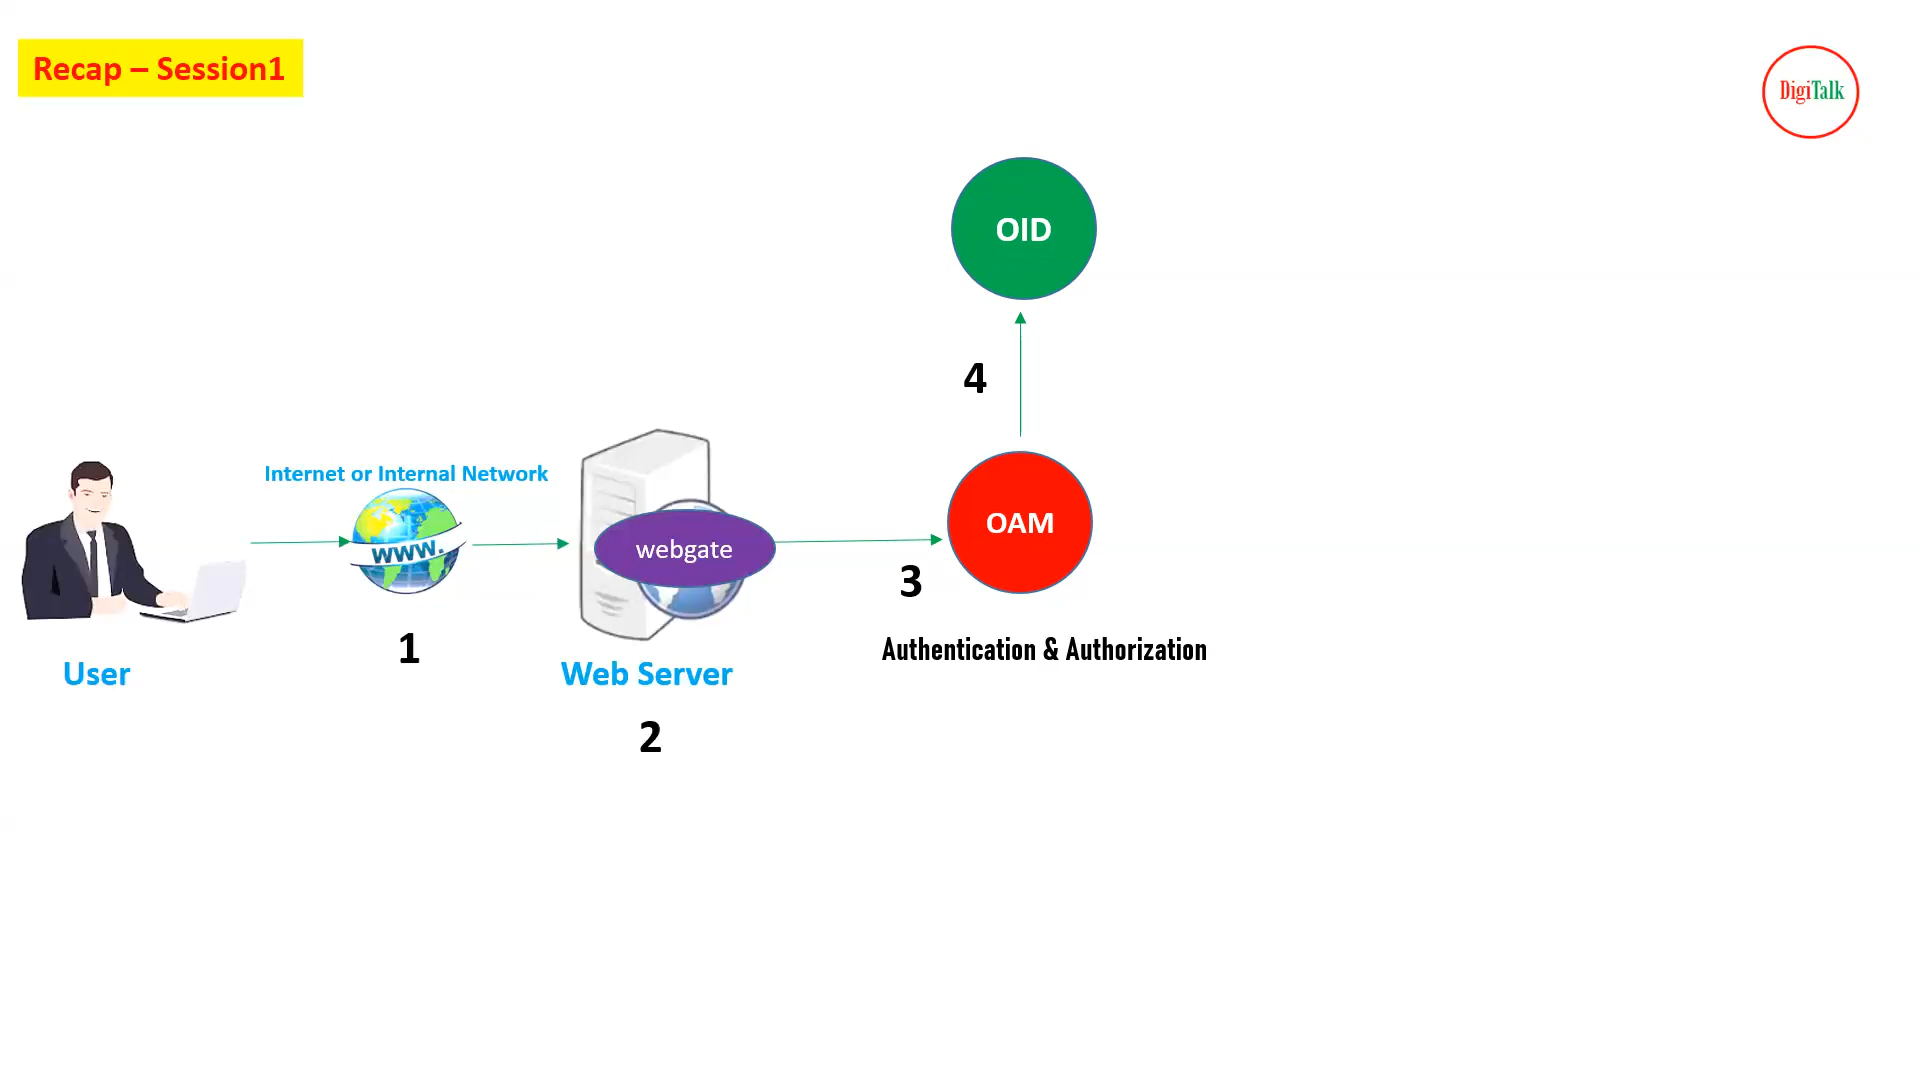 Recap – Session1
DigiTalk
OID
4
Internet or Internal Network
www.
webgate
OAM
3
1
Authentication & Authorization
User
Web Server
2